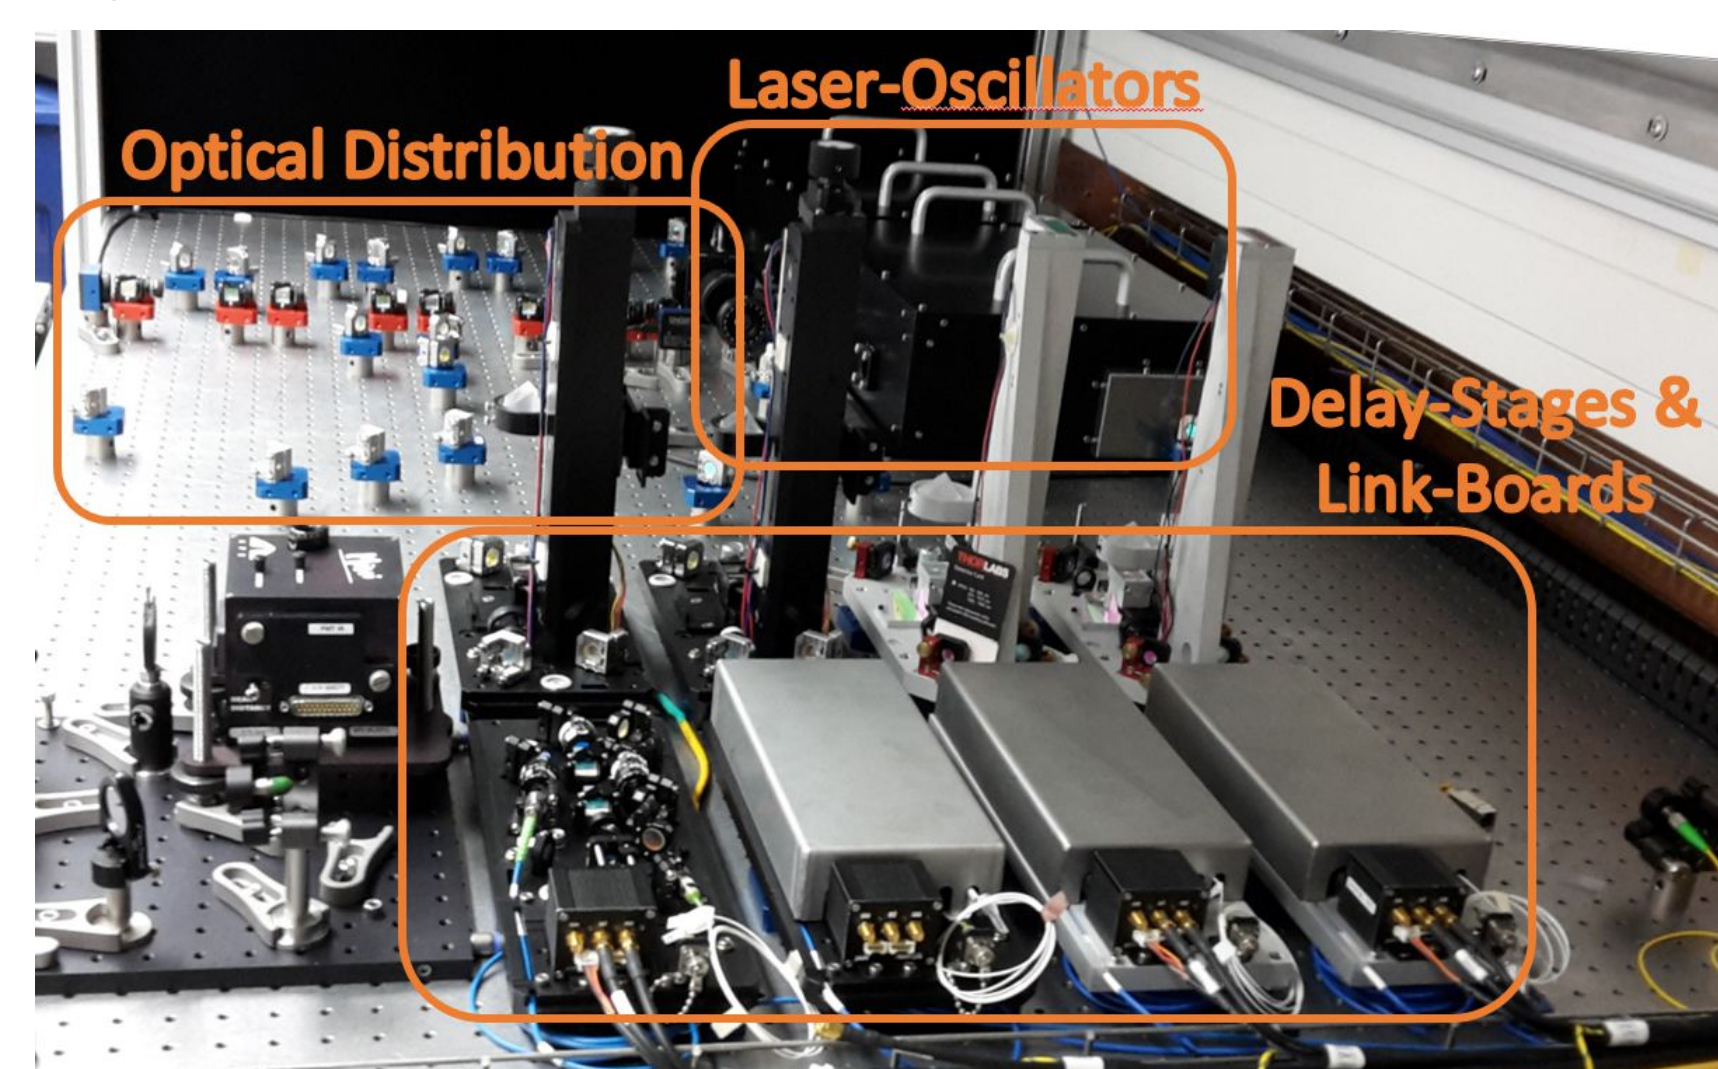 Laser-Oscillators
Optical Distribution
Delay-Stages &
Link-Boards
THORLABS